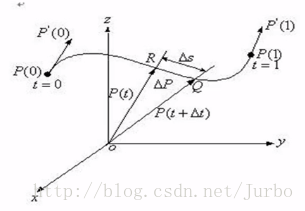 z
P'(0)
P(0)
t = 0
R
Δs
P'(1)
P(1)
t = 1
P(t)
ΔP
Q
P(t + Δt)
o
y
x
http://blog.csdn.net/Jurbo